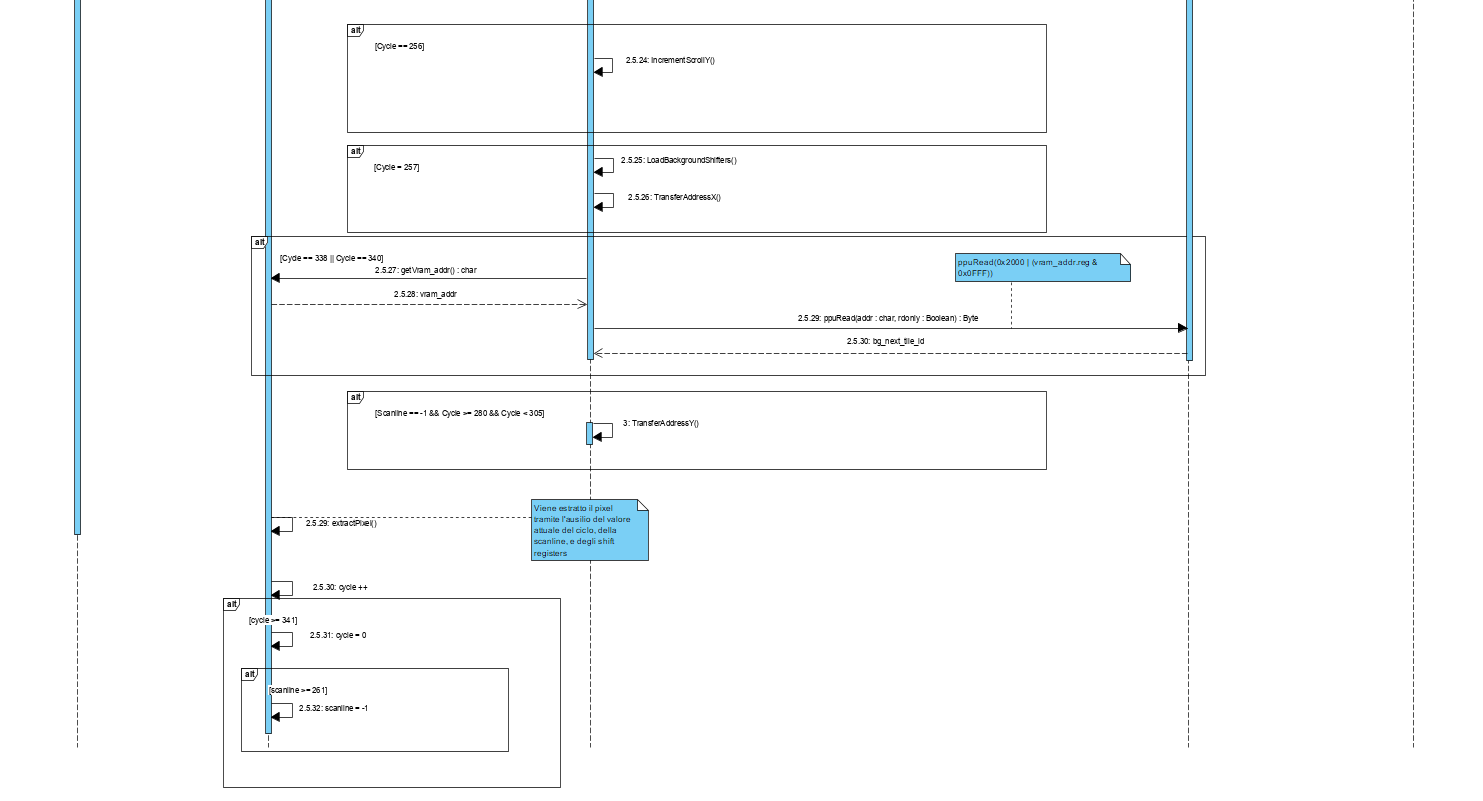 alt
[Cycle == 256]
2.5.24: IncrementScrollY()
alt
2.5.25: LoadBackgroundShifters()
[Cycle = 257]
2.5.26: TransferAddressX()
alt
[Cycle == 338 || Cycle == 340]
2.5.27: getVram_addr() : char
ppuRead(0x2000 | (vram_addr.reg &
0x0FFF))
2.5.28: vram_addr
2.5.29: ppuRead(addr : char, rdonly : Boolean) : Byte
2.5.30: bg_next_tile_id
alt
[Scanline == -1 && Cycle >= 280 && Cycle < 305]
3: TransferAddressY()
Viene estratto il pixel
tramite l'ausilio del valore
attuale del ciclo, della
scanline, e degli shift
registers
2.5.29: extractPixel()
2.5.30: cycle ++
alt
[cycle >= 341]
2.5.31: cycle = 0
alt
[scanline >= 261]
2.5.32: scanline = -1